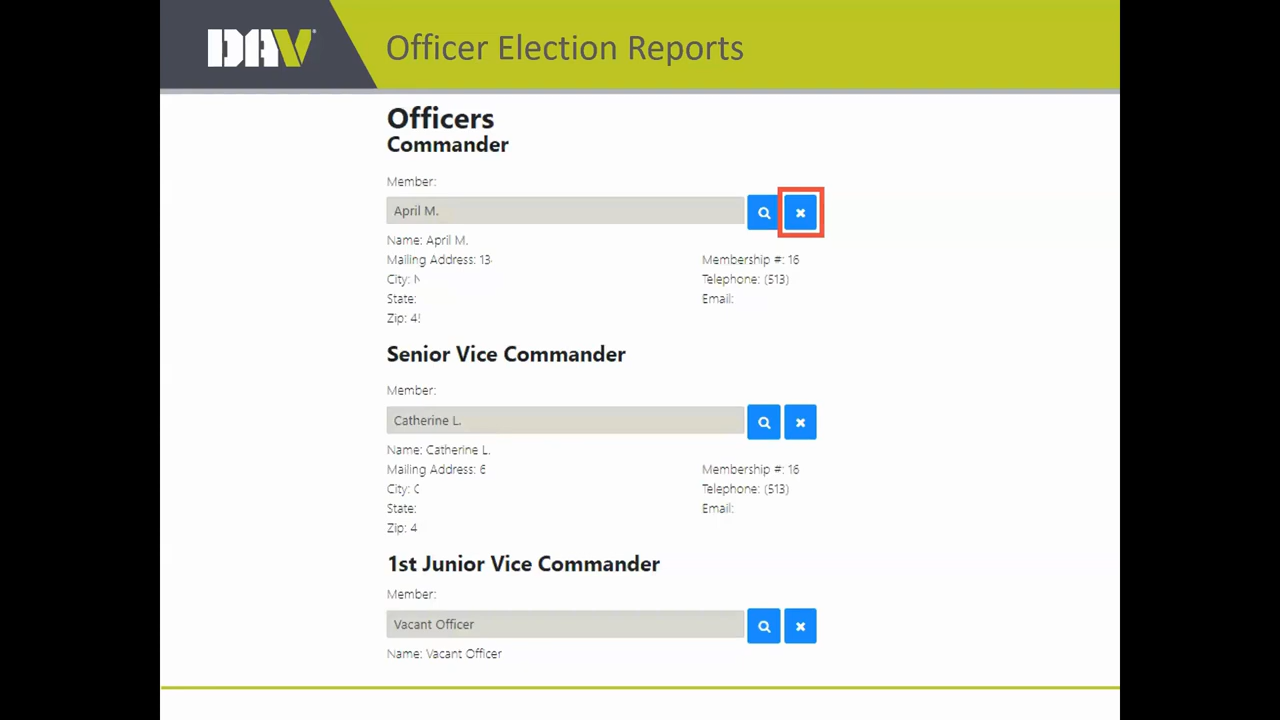 DAV
Officer Election Reports
Officers
Commander
Member:
April M.
Name: April M.
Mailing Address: 13
Membership #: 16
City: N
Telephone: (513)
State:
Email:
Zip: 4
Senior Vice Commander
Member:
Catherine L.
Name: Catherine L.
Mailing Address: 6
Membership #: 16
City: C
Telephone: (513)
State:
Email:
Zip: 4
1st Junior Vice Commander
Member:
Vacant Officer
Name: Vacant Officer